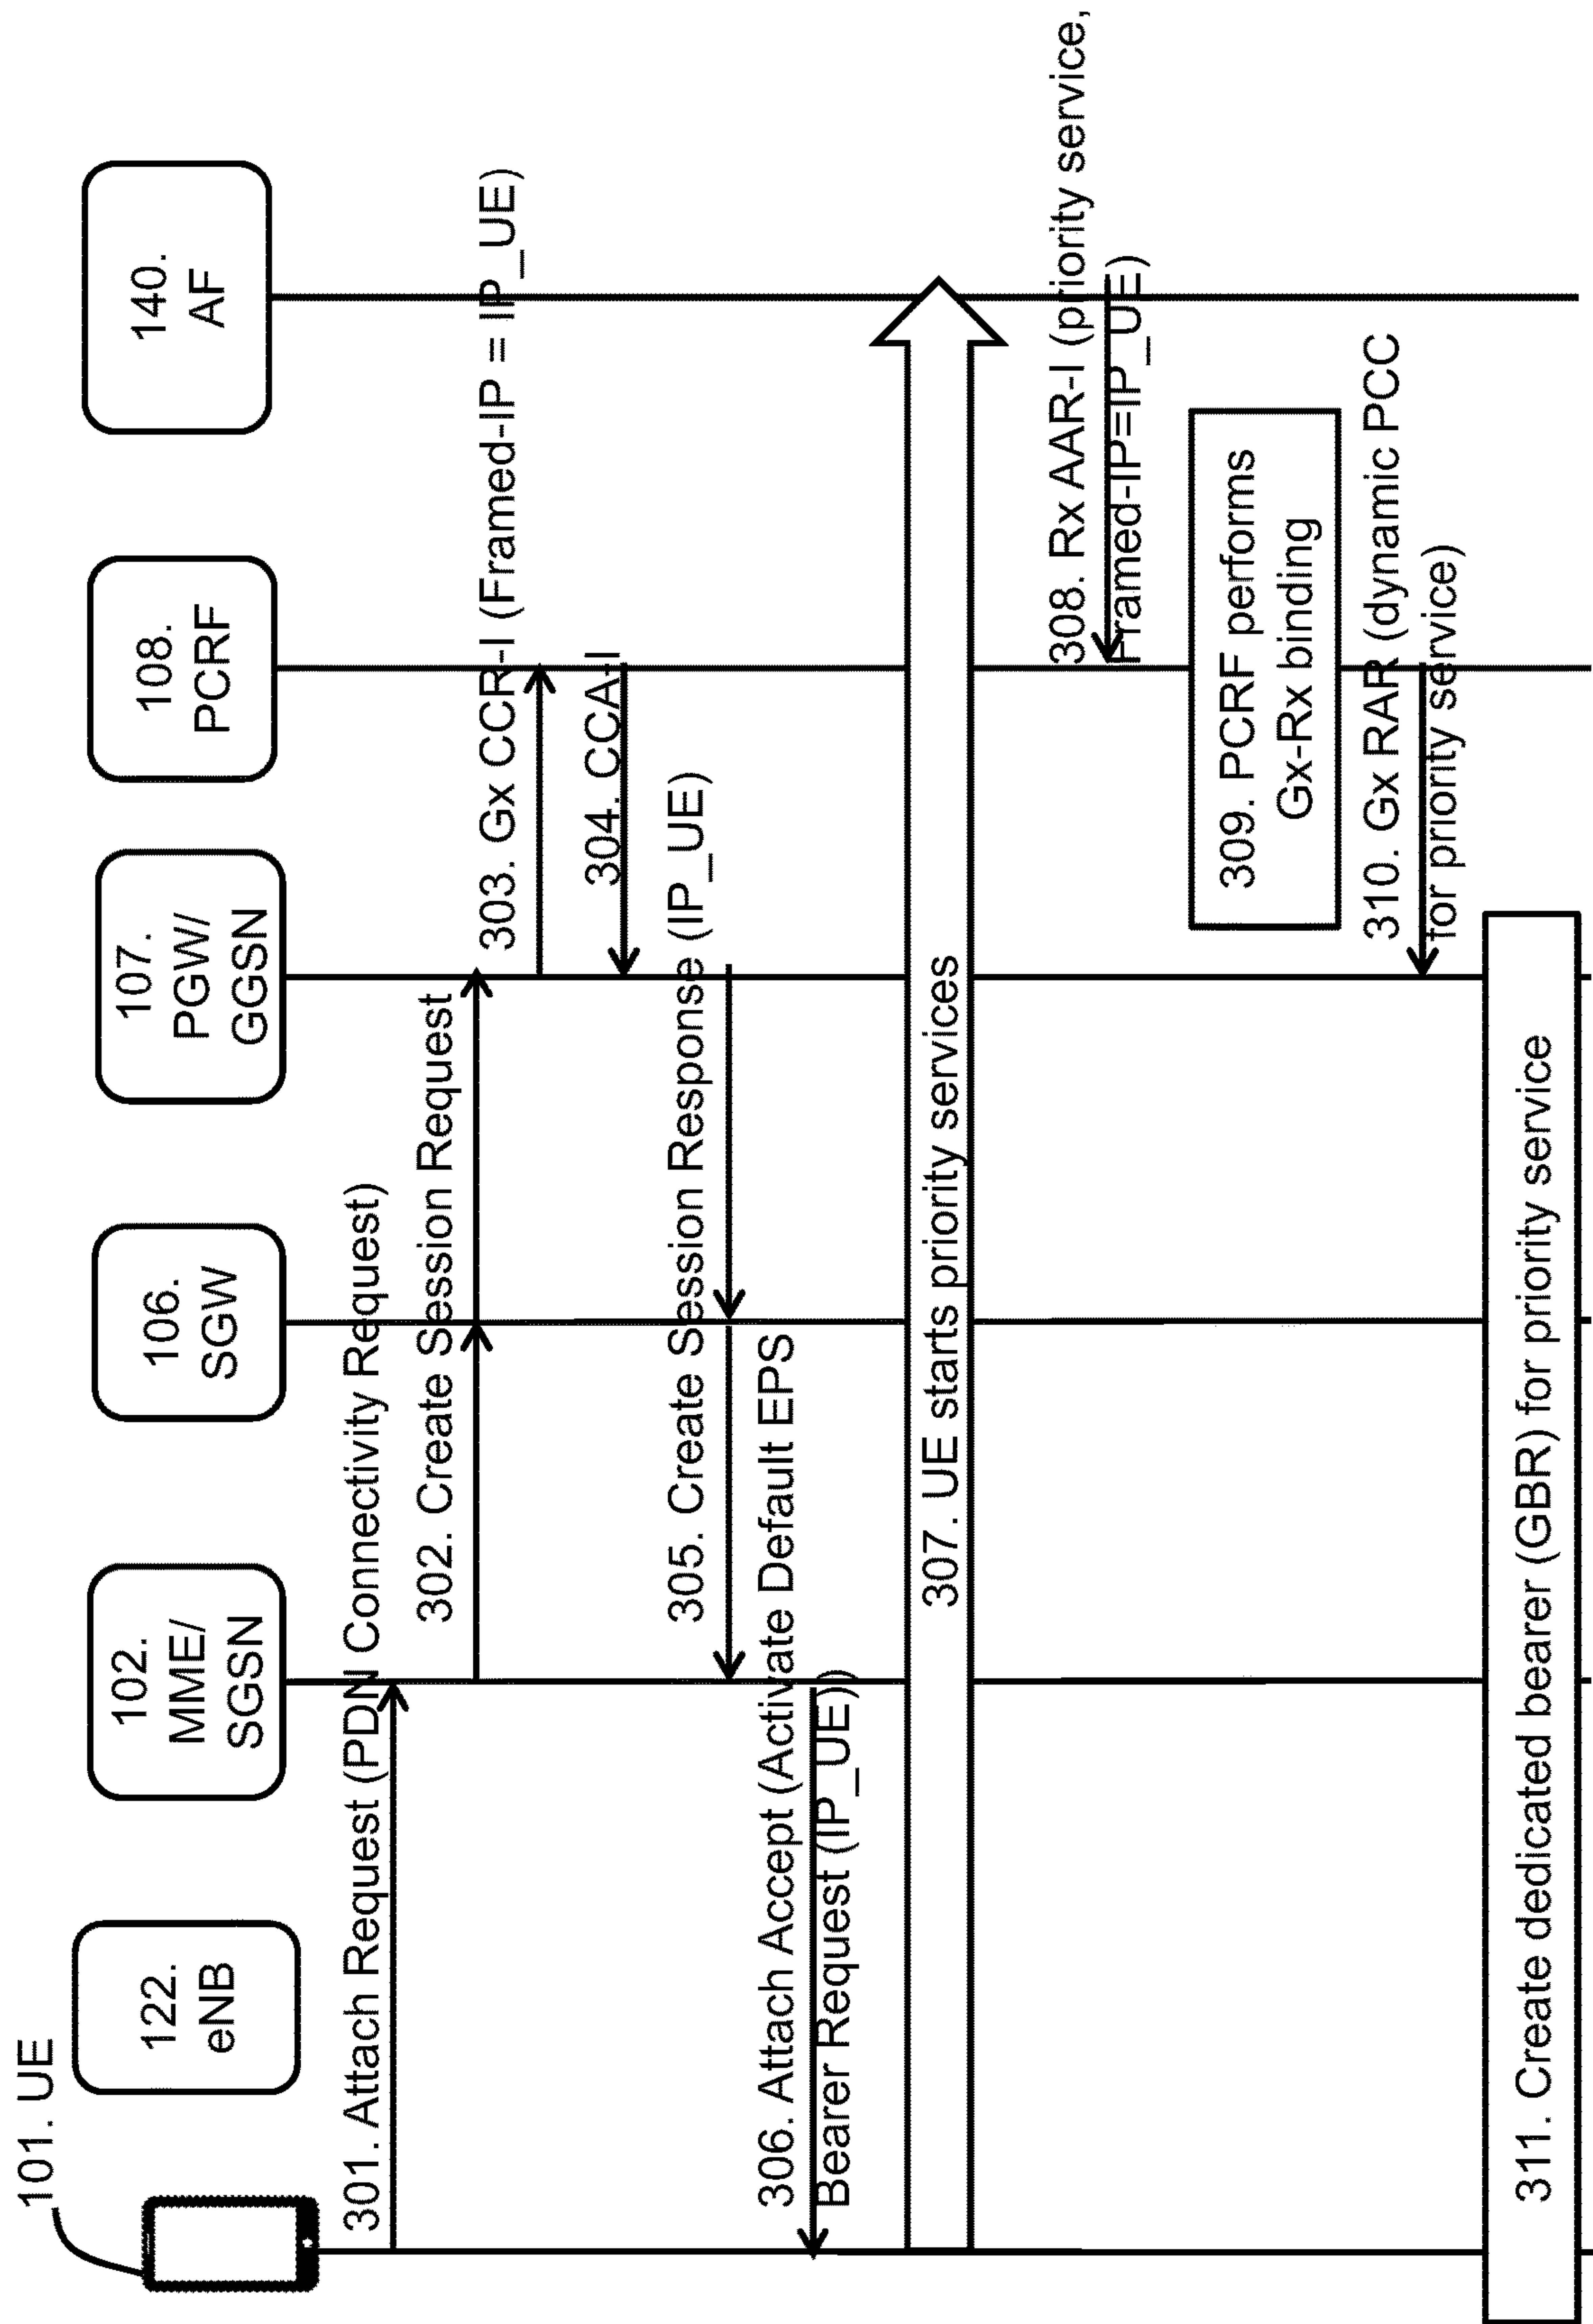 101. UE
122.
eNB
102.
MME/
SGSN
106.
SGW
107.
PGW/
GGSN
108.
PCRF
140.
AF
301. Attach Request (PDN Connectivity Request)
302. Create Session Request
303. Gx CCR-I (Framed-IP = IP_UE)
304. CCA-I
305. Create Session Response (IP_UE)
306. Attach Accept (Activate Default EPS
Bearer Request (IP_UE))
307. UE starts priority services
308. Rx AAR-I (priority service,
Framed-IP=IP_UE)
309. PCRF performs
Gx-Rx binding
310. Gx RAR (dynamic PCC
for priority service)
311. Create dedicated bearer (GBR) for priority service